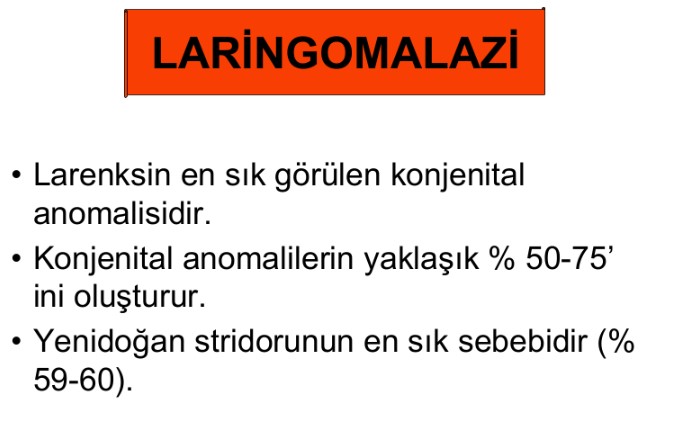 LARİNGOMALAZİ
• Larenksin en sık görülen konjenital
anomalisidir.
• Konjenital anomalilerin yaklaşık % 50-75’
ini oluşturur.
• Yenidoğan stridorunun en sık sebebidir (%
59-60).